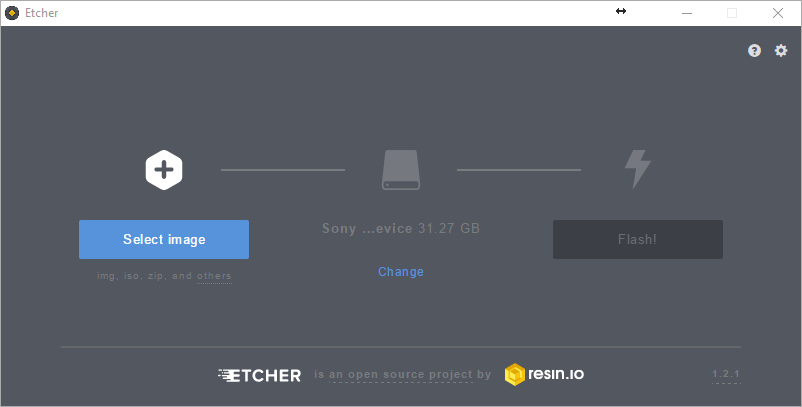 Etcher
Select image
img, iso, zip, and others
Sony ...evice 31.27 GB
Change
Flash!
ETCHER is an open source project by resin.io
1.2.1